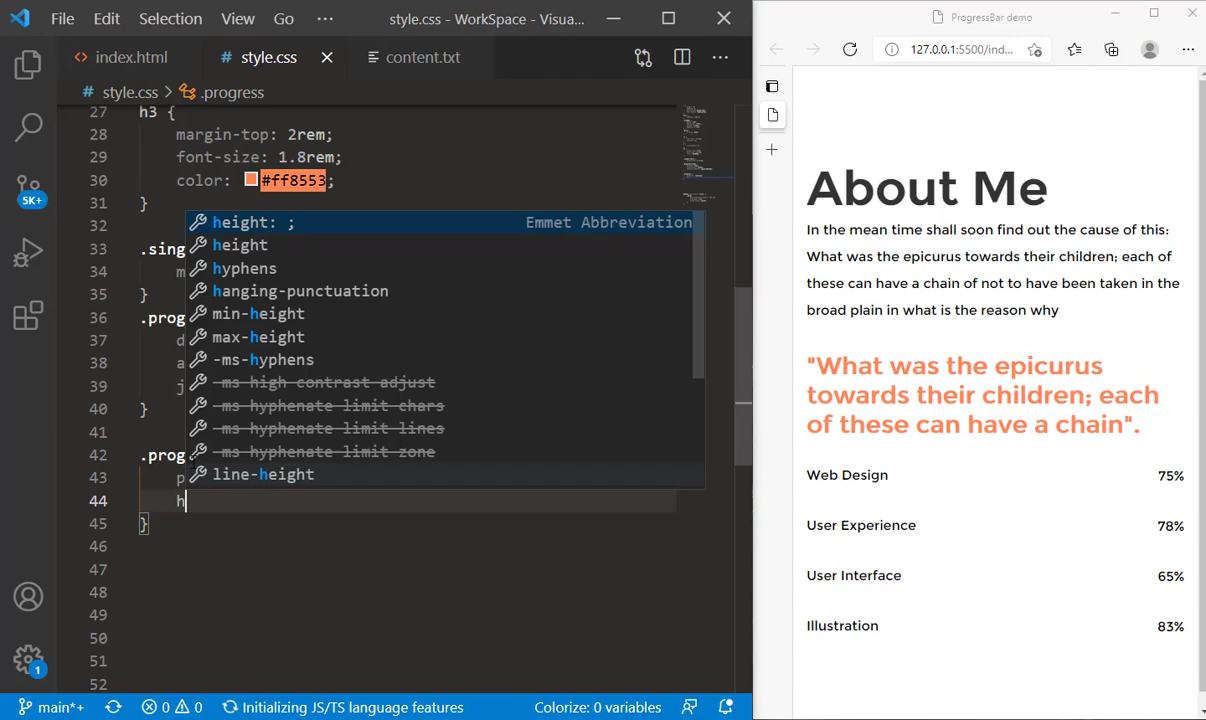 File Edit Selection View Go ··· style.css - WorkSpace - Visua...
index.html # style.css content.txt
# style.css > .progress
27 h3 {
28 margin-top: 2rem;
29 font-size: 1.8rem;
30 color: #ff8553;
31 }
32
33 .sing
34 m
35 }
36 .prog
37 d
38 a
39 j
40 }
41
42 .prog
43 p
44 h
45 }
46
47
48
49
50
51
52
height: ; Emmet Abbreviation
height
hyphens
hanging-punctuation
min-height
max-height
-ms-hyphens
-ms-high-contrast-adjust
-ms-hyphenate-limit-chars
-ms-hyphenate-limit-lines
-ms-hyphenate-limit-zone
line-height
5K+
1
main*+ 0 0 Initializing JS/TS language features Colorize: 0 variables
ProgressBar demo
127.0.0.1:5500/ind...
About Me
In the mean time shall soon find out the cause of this:
What was the epicurus towards their children; each of
these can have a chain of not to have been taken in the
broad plain in what is the reason why
"What was the epicurus
towards their children; each
of these can have a chain".
Web Design 75%
User Experience 78%
User Interface 65%
Illustration 83%